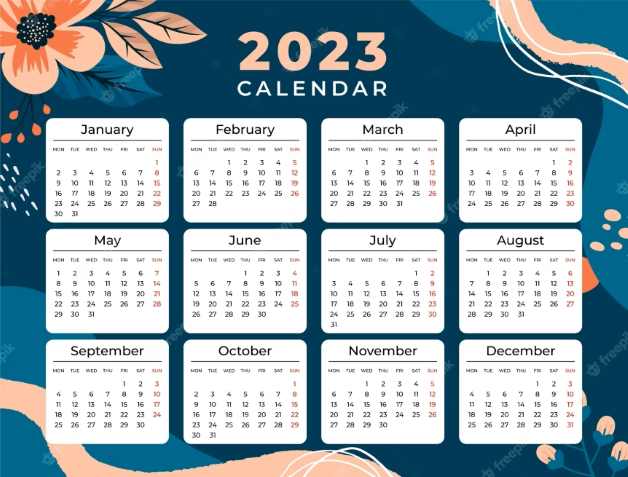 2023
CALENDAR
January
MON TUE WED THU FRI SAT SUN
1
2 3 4 5 6 7 8
9 10 11 12 13 14 15
16 17 18 19 20 21 22
23 24 25 26 27 28 29
30 31
February
MON TUE WED THU FRI SAT SUN
1 2 3 4 5
6 7 8 9 10 11 12
13 14 15 16 17 18 19
20 21 22 23 24 25 26
27 28
March
MON TUE WED THU FRI SAT SUN
1 2 3 4 5
6 7 8 9 10 11 12
13 14 15 16 17 18 19
20 21 22 23 24 25 26
27 28 29 30 31
April
MON TUE WED THU FRI SAT SUN
1 2
3 4 5 6 7 8 9
10 11 12 13 14 15 16
17 18 19 20 21 22 23
24 25 26 27 28 29 30
May
MON TUE WED THU FRI SAT SUN
1 2 3 4 5 6 7
8 9 10 11 12 13 14
15 16 17 18 19 20 21
22 23 24 25 26 27 28
29 30 31
June
MON TUE WED THU FRI SAT SUN
1 2 3 4
5 6 7 8 9 10 11
12 13 14 15 16 17 18
19 20 21 22 23 24 25
26 27 28 29 30
July
MON TUE WED THU FRI SAT SUN
1 2
3 4 5 6 7 8 9
10 11 12 13 14 15 16
17 18 19 20 21 22 23
24 25 26 27 28 29 30
31
August
MON TUE WED THU FRI SAT SUN
1 2 3 4 5 6
7 8 9 10 11 12 13
14 15 16 17 18 19 20
21 22 23 24 25 26 27
28 29 30 31
September
MON TUE WED THU FRI SAT SUN
1 2 3
4 5 6 7 8 9 10
11 12 13 14 15 16 17
18 19 20 21 22 23 24
25 26 27 28 29 30
October
MON TUE WED THU FRI SAT SUN
1
2 3 4 5 6 7 8
9 10 11 12 13 14 15
16 17 18 19 20 21 22
23 24 25 26 27 28 29
30 31
November
MON TUE WED THU FRI SAT SUN
1 2 3 4 5
6 7 8 9 10 11 12
13 14 15 16 17 18 19
20 21 22 23 24 25 26
27 28 29 30
December
MON TUE WED THU FRI SAT SUN
1 2 3
4 5 6 7 8 9 10
11 12 13 14 15 16 17
18 19 20 21 22 23 24
25 26 27 28 29 30 31
freepik